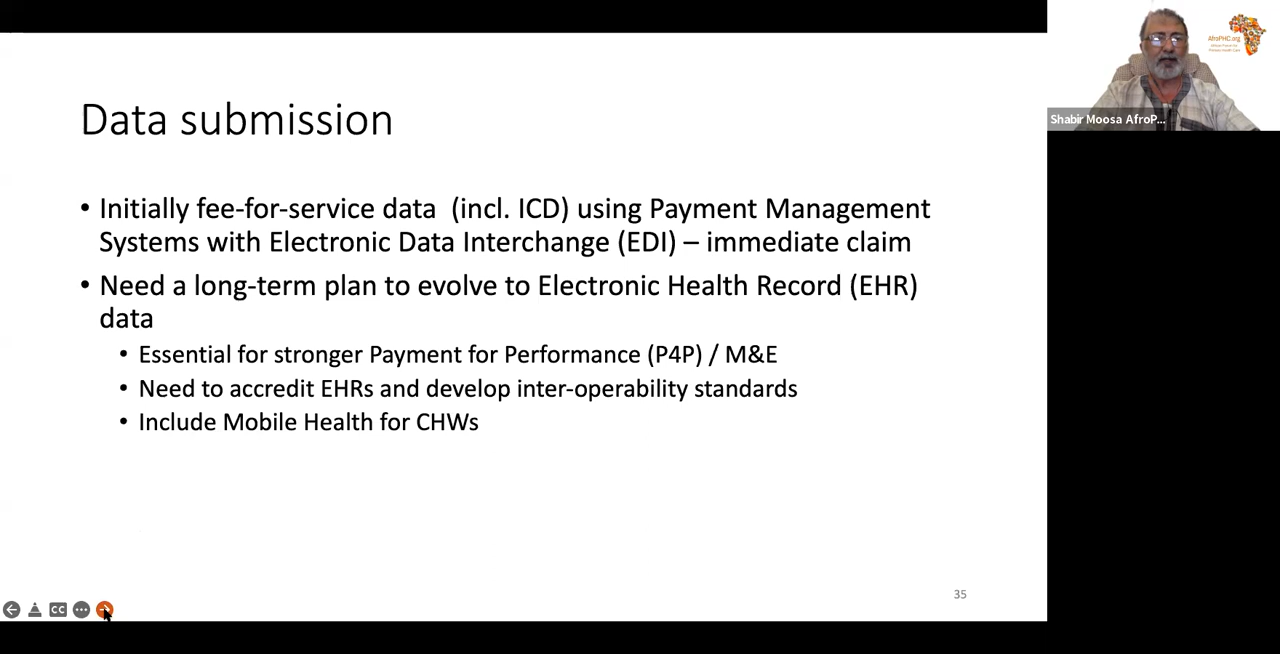 Data submission
• Initially fee-for-service data (incl. ICD) using Payment Management
Systems with Electronic Data Interchange (EDI) – immediate claim
• Need a long-term plan to evolve to Electronic Health Record (EHR)
data
• Essential for stronger Payment for Performance (P4P) / M&E
• Need to accredit EHRs and develop inter-operability standards
• Include Mobile Health for CHWs
35
CC
AfroPHC.org
Shabir Moosa AfroP...